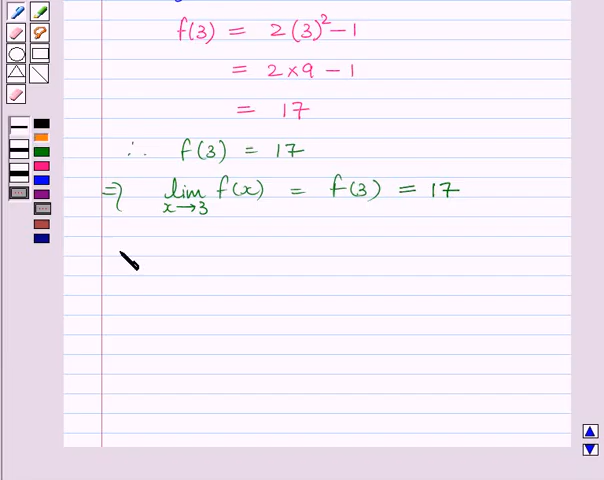 f(3) = 2(3)² – 1
= 2 × 9 – 1
= 17
∴ f(3) = 17
⇒ lim x→3 f(x) = f(3) = 17